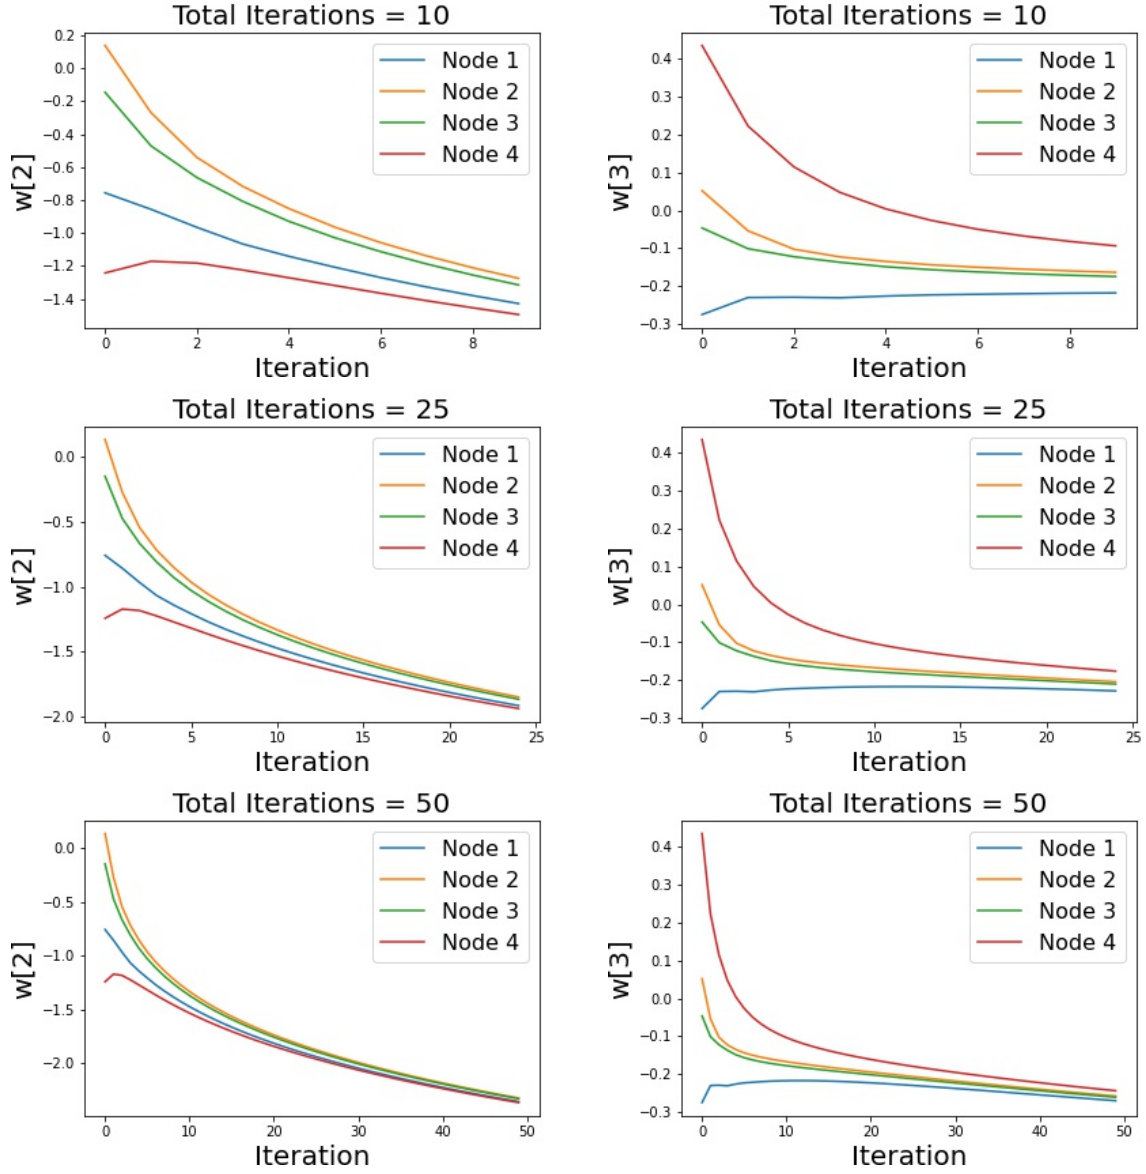 Total Iterations = 10
0.2
0.0
−0.2
−0.4
−0.6
−0.8
−1.0
−1.2
−1.4
w[2]
Node 1
Node 2
Node 3
Node 4
0 2 4 6 8
Iteration
Total Iterations = 10
0.4
0.3
0.2
0.1
0.0
−0.1
−0.2
−0.3
w[3]
Node 1
Node 2
Node 3
Node 4
0 2 4 6 8
Iteration
Total Iterations = 25
0.0
−0.5
−1.0
−1.5
−2.0
w[2]
Node 1
Node 2
Node 3
Node 4
0 5 10 15 20 25
Iteration
Total Iterations = 25
0.4
0.3
0.2
0.1
0.0
−0.1
−0.2
−0.3
w[3]
Node 1
Node 2
Node 3
Node 4
0 5 10 15 20 25
Iteration
Total Iterations = 50
0.0
−0.5
−1.0
−1.5
−2.0
w[2]
Node 1
Node 2
Node 3
Node 4
0 10 20 30 40 50
Iteration
Total Iterations = 50
0.4
0.3
0.2
0.1
0.0
−0.1
−0.2
−0.3
w[3]
Node 1
Node 2
Node 3
Node 4
0 10 20 30 40 50
Iteration